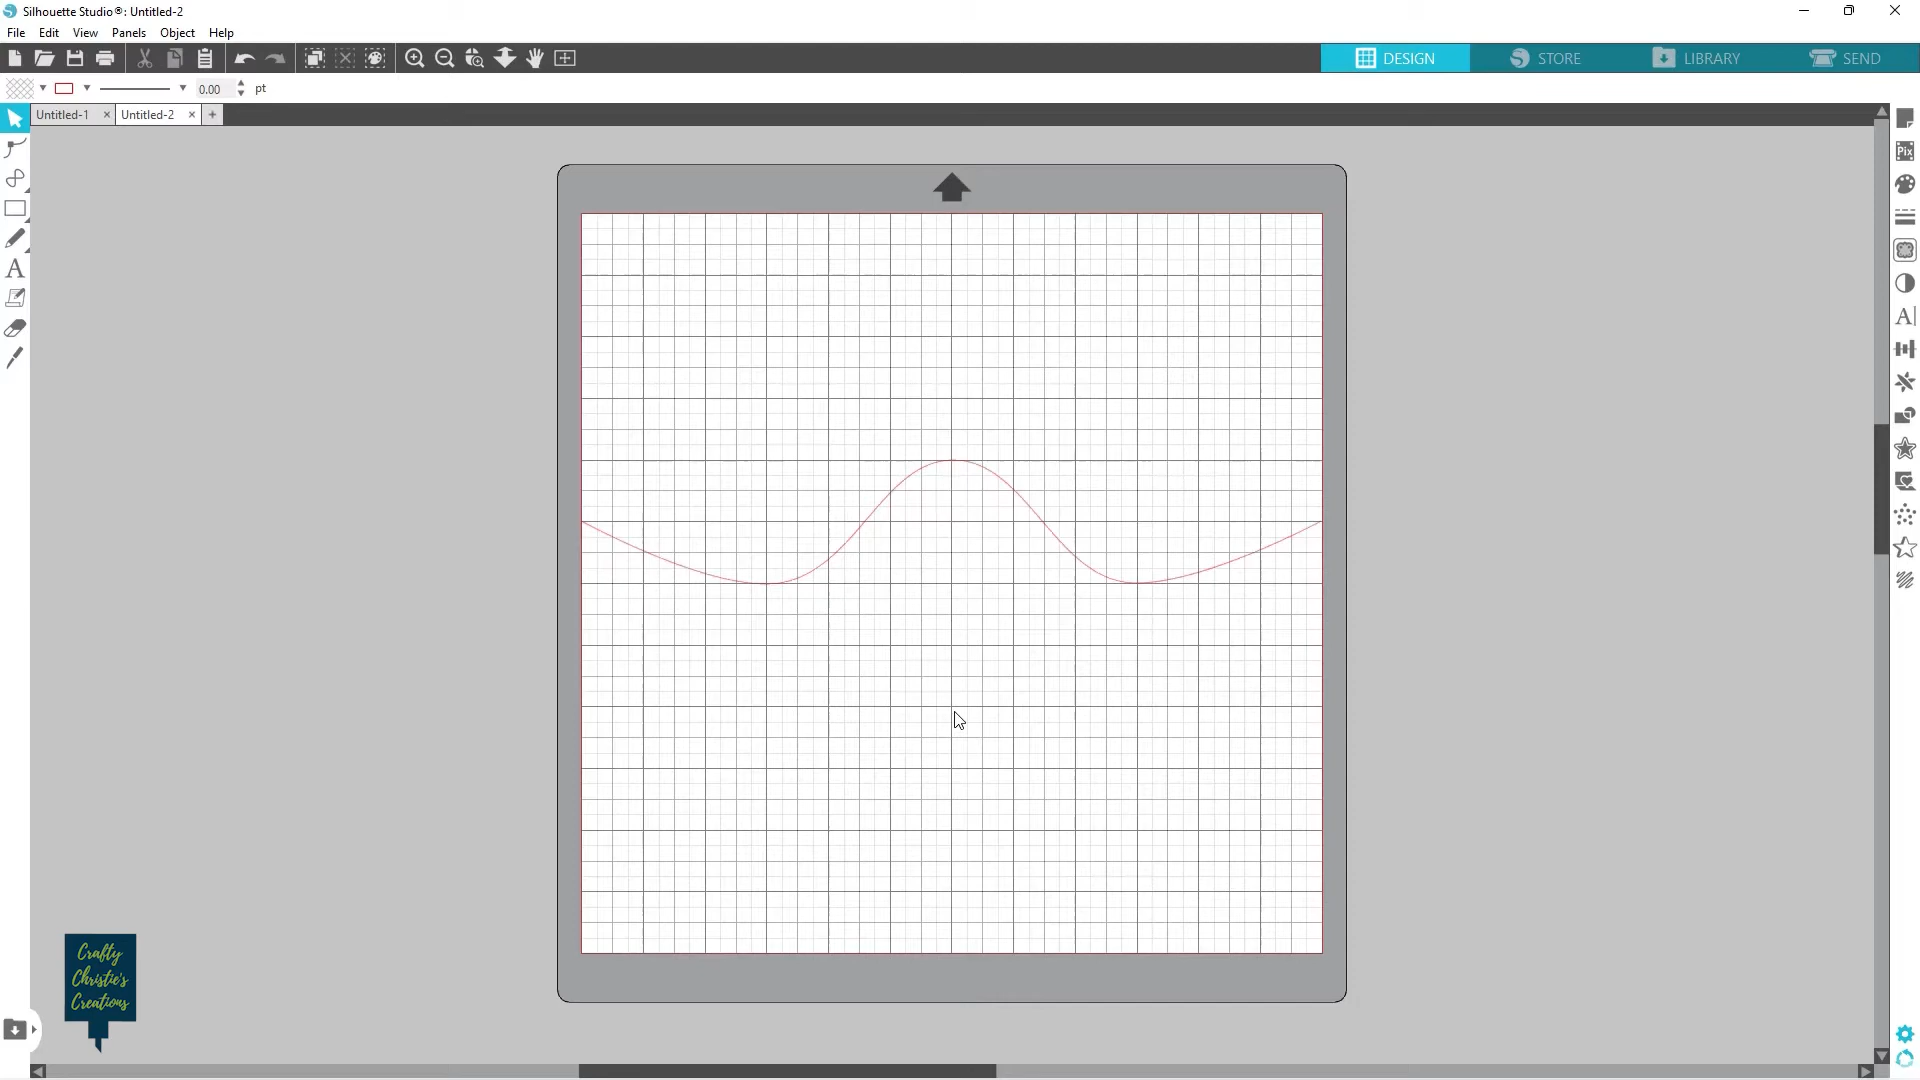 Silhouette Studio®: Untitled-2
File Edit View Panels Object Help
DESIGN STORE LIBRARY SEND
0.00 pt
Untitled-1 × Untitled-2 × +
Pix
Crafty
Christie's
Creations